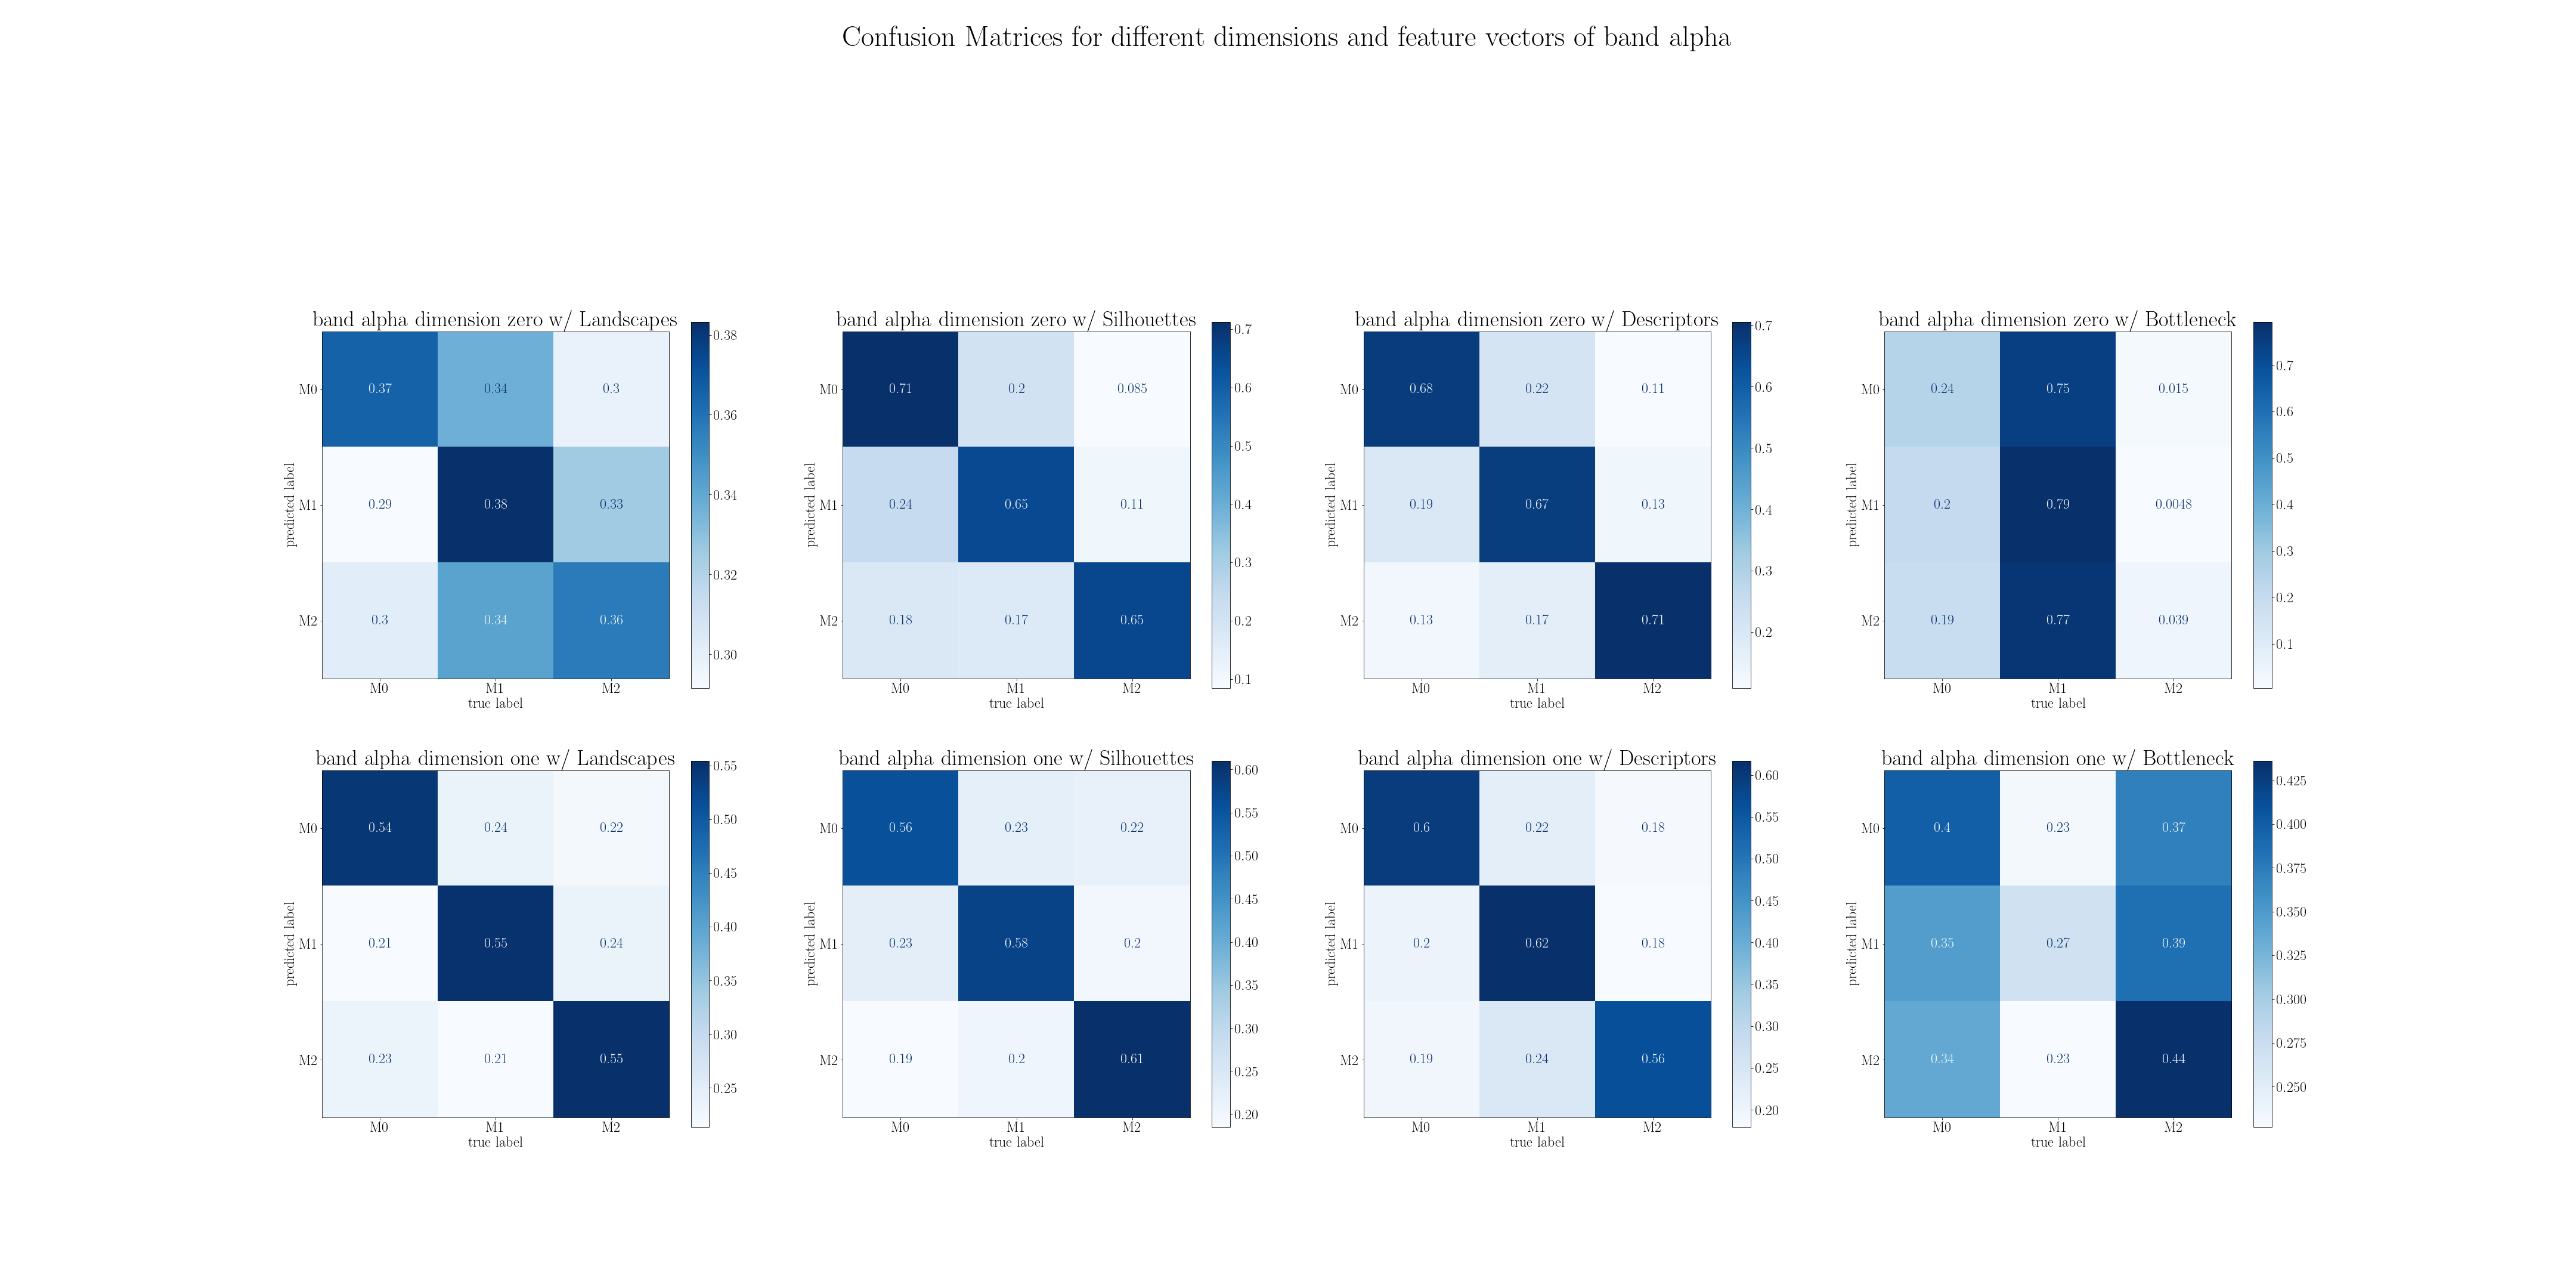 Confusion Matrices for different dimensions and feature vectors of band alpha
band alpha dimension zero w/ Landscapes
M0 0.37 0.34 0.3
M1 0.29 0.38 0.33
M2 0.3 0.34 0.36
M0 M1 M2
predicted label
true label
0.38
0.36
0.34
0.32
0.30
band alpha dimension zero w/ Silhouettes
M0 0.71 0.2 0.085
M1 0.24 0.65 0.11
M2 0.18 0.17 0.65
M0 M1 M2
predicted label
true label
0.7
0.6
0.5
0.4
0.3
0.2
0.1
band alpha dimension zero w/ Descriptors
M0 0.68 0.22 0.11
M1 0.19 0.67 0.13
M2 0.13 0.17 0.71
M0 M1 M2
predicted label
true label
0.7
0.6
0.5
0.4
0.3
0.2
band alpha dimension zero w/ Bottleneck
M0 0.24 0.75 0.015
M1 0.2 0.79 0.0048
M2 0.19 0.77 0.039
M0 M1 M2
predicted label
true label
0.7
0.6
0.5
0.4
0.3
0.2
0.1
band alpha dimension one w/ Landscapes
M0 0.54 0.24 0.22
M1 0.21 0.55 0.24
M2 0.23 0.21 0.55
M0 M1 M2
predicted label
true label
0.55
0.50
0.45
0.40
0.35
0.30
0.25
band alpha dimension one w/ Silhouettes
M0 0.56 0.23 0.22
M1 0.23 0.58 0.2
M2 0.19 0.2 0.61
M0 M1 M2
predicted label
true label
0.60
0.55
0.50
0.45
0.40
0.35
0.30
0.25
0.20
band alpha dimension one w/ Descriptors
M0 0.6 0.22 0.18
M1 0.2 0.62 0.18
M2 0.19 0.24 0.56
M0 M1 M2
predicted label
true label
0.60
0.55
0.50
0.45
0.40
0.35
0.30
0.25
0.20
band alpha dimension one w/ Bottleneck
M0 0.4 0.23 0.37
M1 0.35 0.27 0.39
M2 0.34 0.23 0.44
M0 M1 M2
predicted label
true label
0.425
0.400
0.375
0.350
0.325
0.300
0.275
0.250